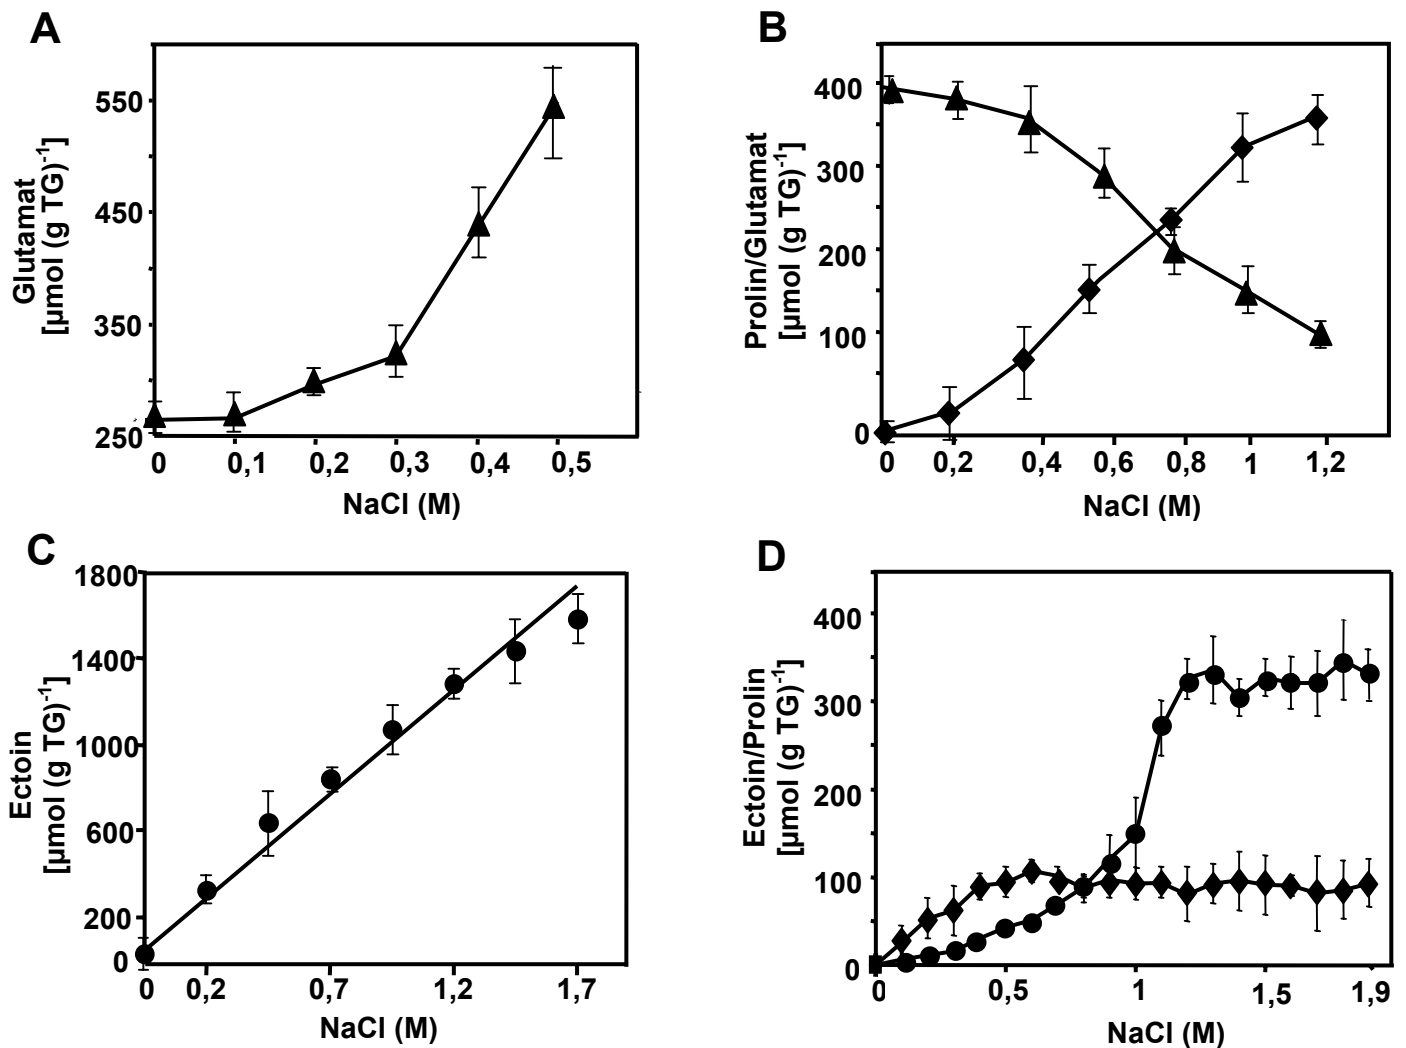 A
Glutamat
[µmol (g TG)-1]
550
450
350
250
0 0,1 0,2 0,3 0,4 0,5
NaCl (M)
B
Prolin/Glutamat
[µmol (g TG)-1]
400
300
200
100
0
0 0,2 0,4 0,6 0,8 1 1,2
NaCl (M)
C
Ectoin
[µmol (g TG)-1]
1800
1400
1000
600
200
0
0 0,2 0,7 1,2 1,7
NaCl (M)
D
Ectoin/Prolin
[µmol (g TG)-1]
400
300
200
100
0
0 0,5 1 1,5 1,9
NaCl (M)